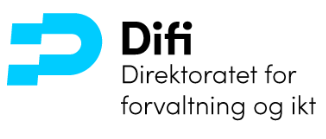 Difi
Direktoratet for
forvaltning og ikt